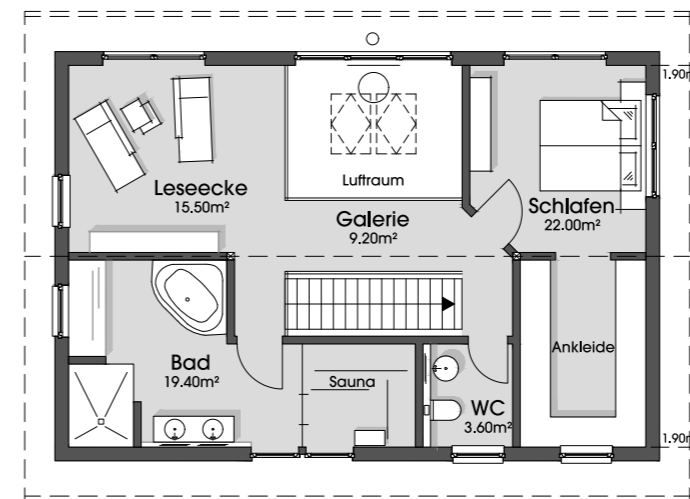 1.90m
Luftraum
Leseecke
15.50m²
Galerie
9.20m²
Schlafen
22.00m²
Ankleide
Bad
19.40m²
Sauna
WC
3.60m²
1.90m